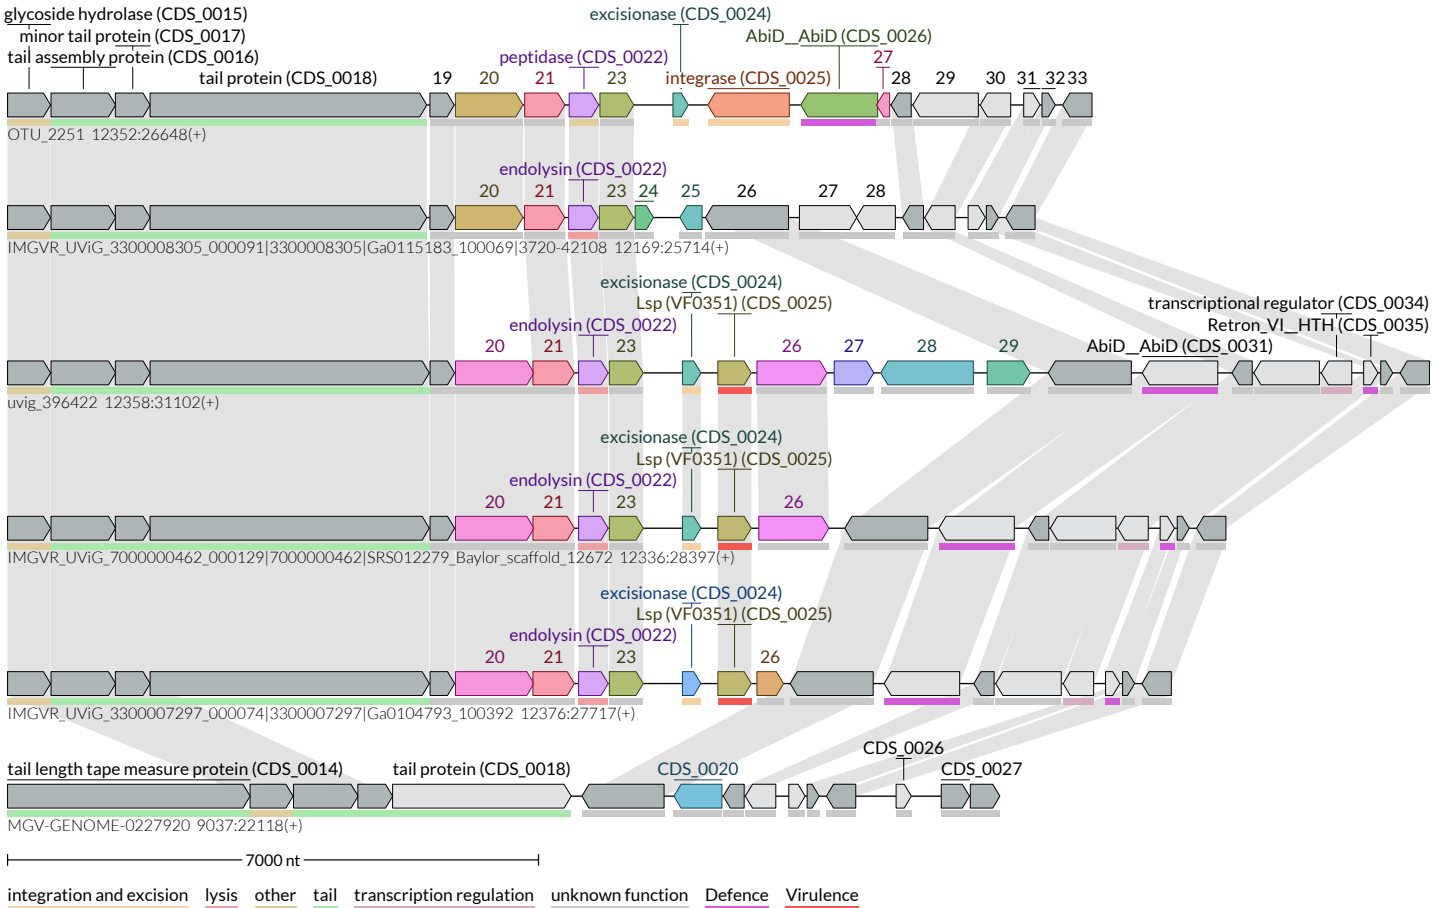 glycoside hydrolase (CDS_0015) excisionase (CDS_0024)
minor tail protein (CDS_0017) AbiD__AbiD (CDS_0026)
tail assembly protein (CDS_0016) peptidase (CDS_0022) 27
tail protein (CDS_0018) 19 20 21 23 integrase (CDS_0025) 28 29 30 31 32 33
OTU_2251 12352:26648(+)
endolysin (CDS_0022)
20 21 23 24 25 26 27 28
IMGVR_UViG_3300008305_000091|3300008305|Ga0115183_100069|3720-42108 12169:25714(+)
excisionase (CDS_0024)
Lsp (VF0351) (CDS_0025) transcriptional regulator (CDS_0034)
endolysin (CDS_0022) Retron_VI__HTH (CDS_0035)
20 21 23 26 27 28 29 AbiD__AbiD (CDS_0031)
uvig_396422 12358:31102(+)
excisionase (CDS_0024)
Lsp (VF0351) (CDS_0025)
endolysin (CDS_0022)
20 21 23 26
IMGVR_UViG_7000000462_000129|7000000462|SRS012279_Baylor_scaffold_12672 12336:28397(+)
excisionase (CDS_0024)
Lsp (VF0351) (CDS_0025)
endolysin (CDS_0022)
20 21 23 26
IMGVR_UViG_3300007297_000074|3300007297|Ga0104793_100392 12376:27717(+)
CDS_0026
tail length tape measure protein (CDS_0014) tail protein (CDS_0018) CDS_0020 CDS_0027
MGV-GENOME-0227920 9037:22118(+)
7000 nt
integration and excision lysis other tail transcription regulation unknown function Defence Virulence